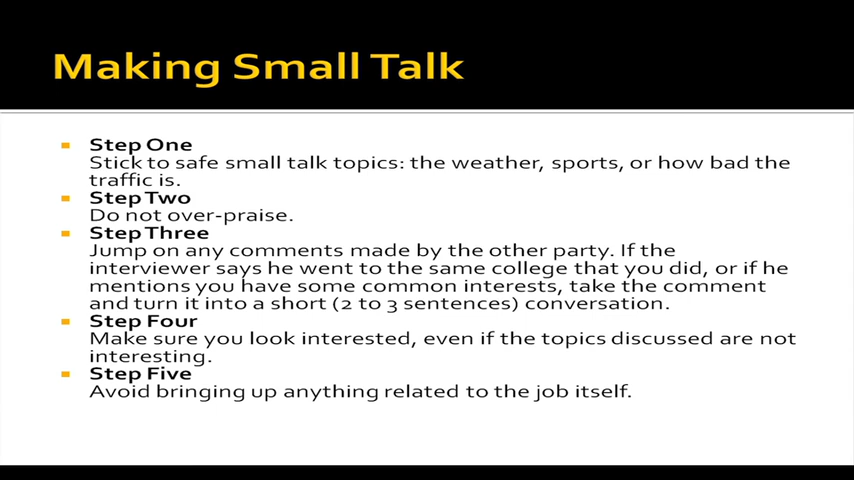 Making Small Talk
Step One
Stick to safe small talk topics: the weather, sports, or how bad the
traffic is.
Step Two
Do not over-praise.
Step Three
Jump on any comments made by the other party. If the
interviewer says he went to the same college that you did, or if he
mentions you have some common interests, take the comment
and turn it into a short (2 to 3 sentences) conversation.
Step Four
Make sure you look interested, even if the topics discussed are not
interesting.
Step Five
Avoid bringing up anything related to the job itself.